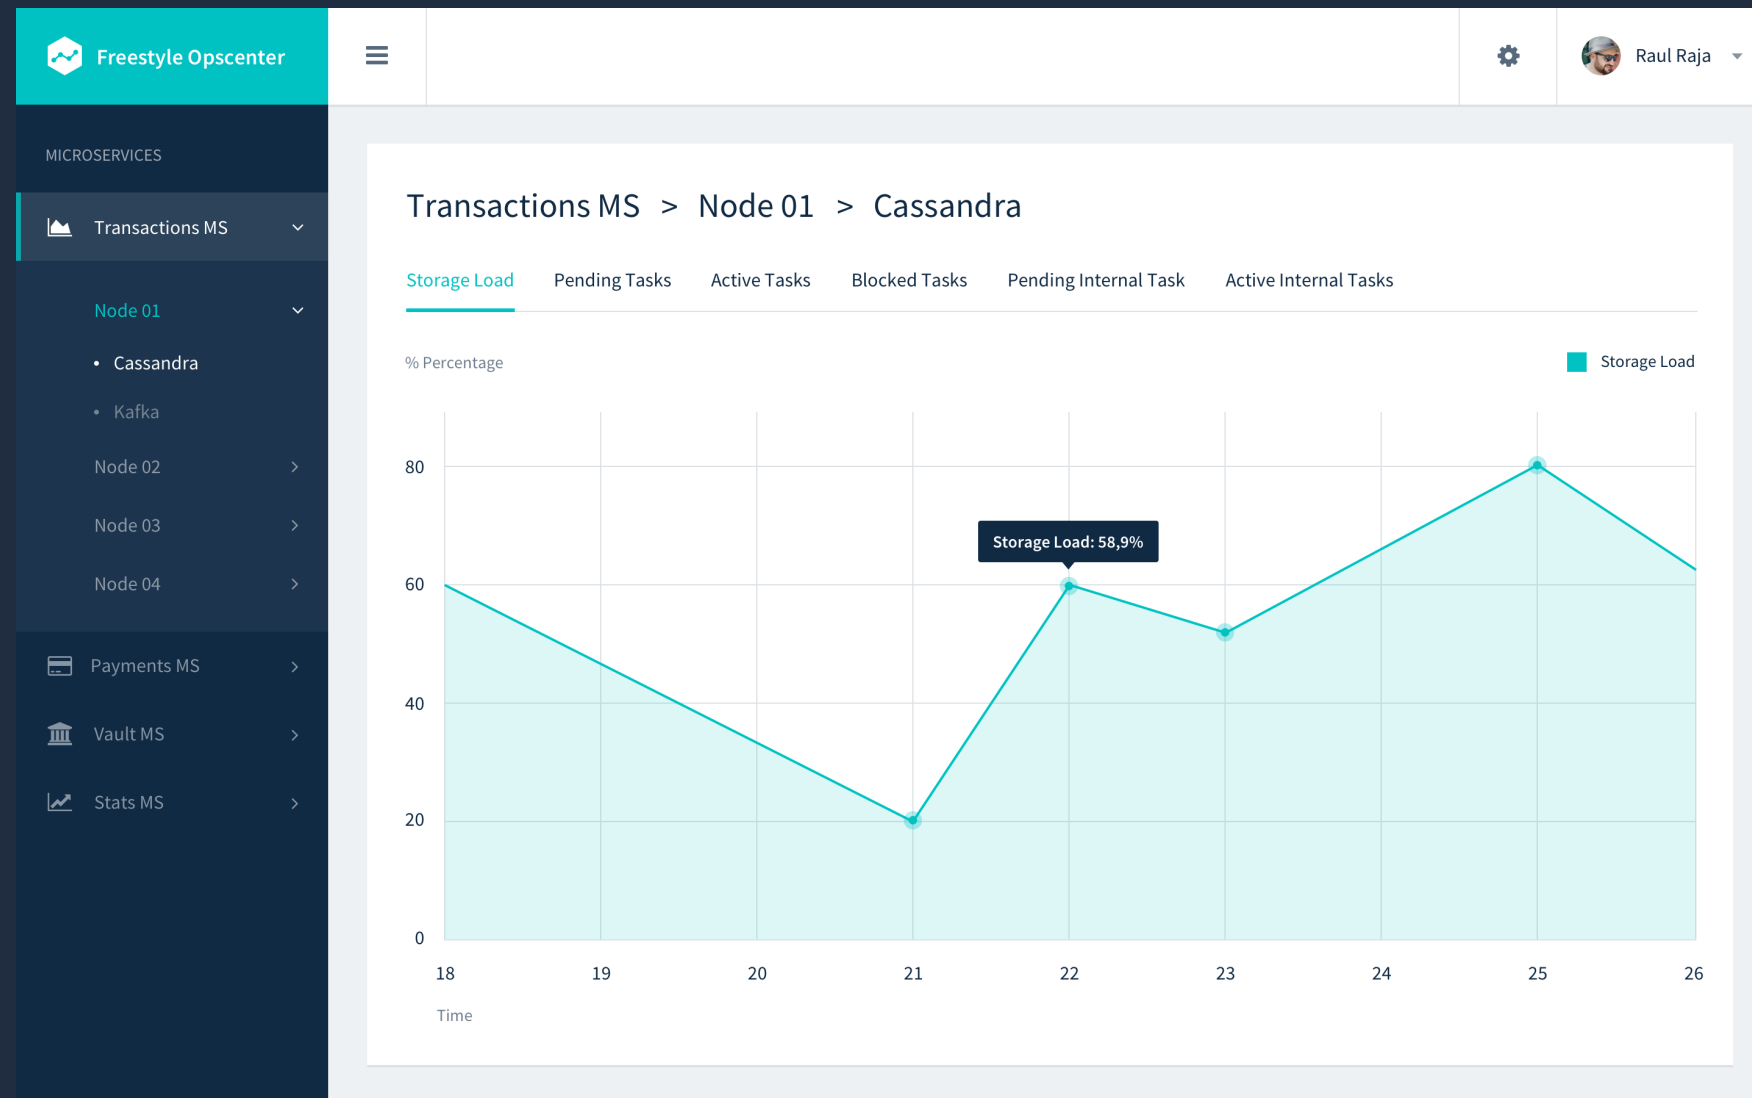 Freestyle Opscenter
Raul Raja
MICROSERVICES
Transactions MS
Node 01
• Cassandra
• Kafka
Node 02
Node 03
Node 04
Payments MS
Vault MS
Stats MS
Transactions MS > Node 01 > Cassandra
Storage Load Pending Tasks Active Tasks Blocked Tasks Pending Internal Task Active Internal Tasks
% Percentage
Storage Load
80
60
40
20
0
Storage Load: 58,9%
18 19 20 21 22 23 24 25 26
Time